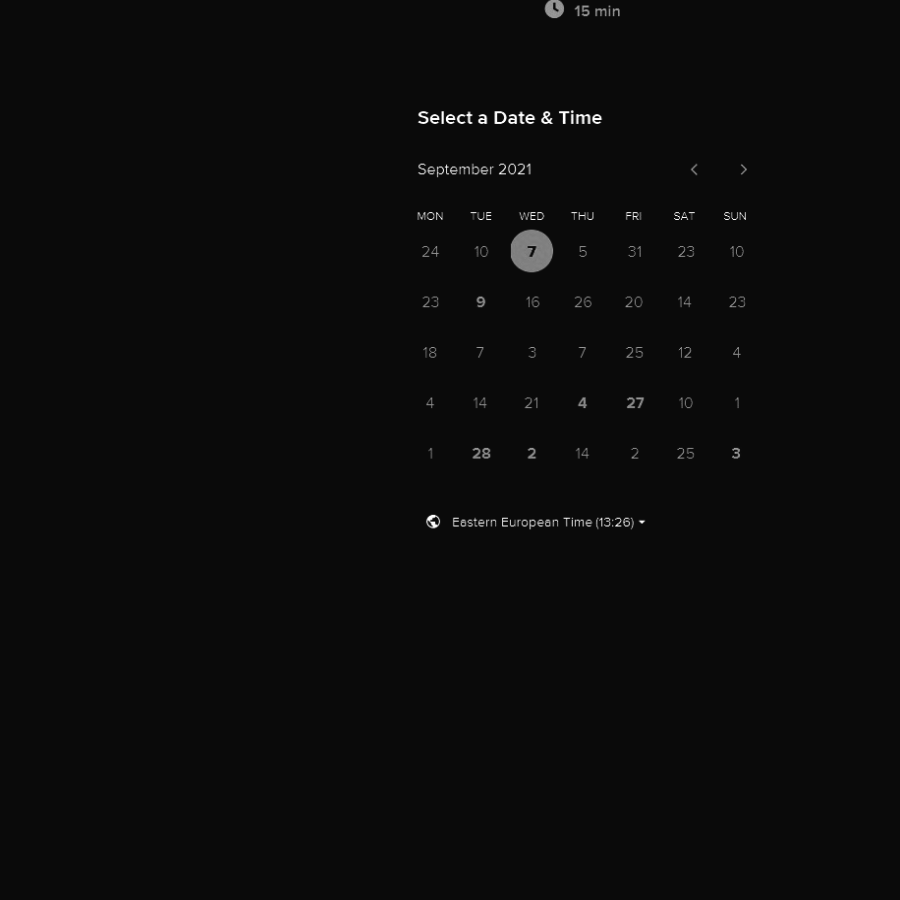 15 min
Select a Date & Time
September 2021
MON TUE WED THU FRI SAT SUN
24 10 7 5 31 23 10
23 9 16 26 20 14 23
18 7 3 7 25 12 4
4 14 21 4 27 10 1
1 28 2 14 2 25 3
Eastern European Time (13:26)